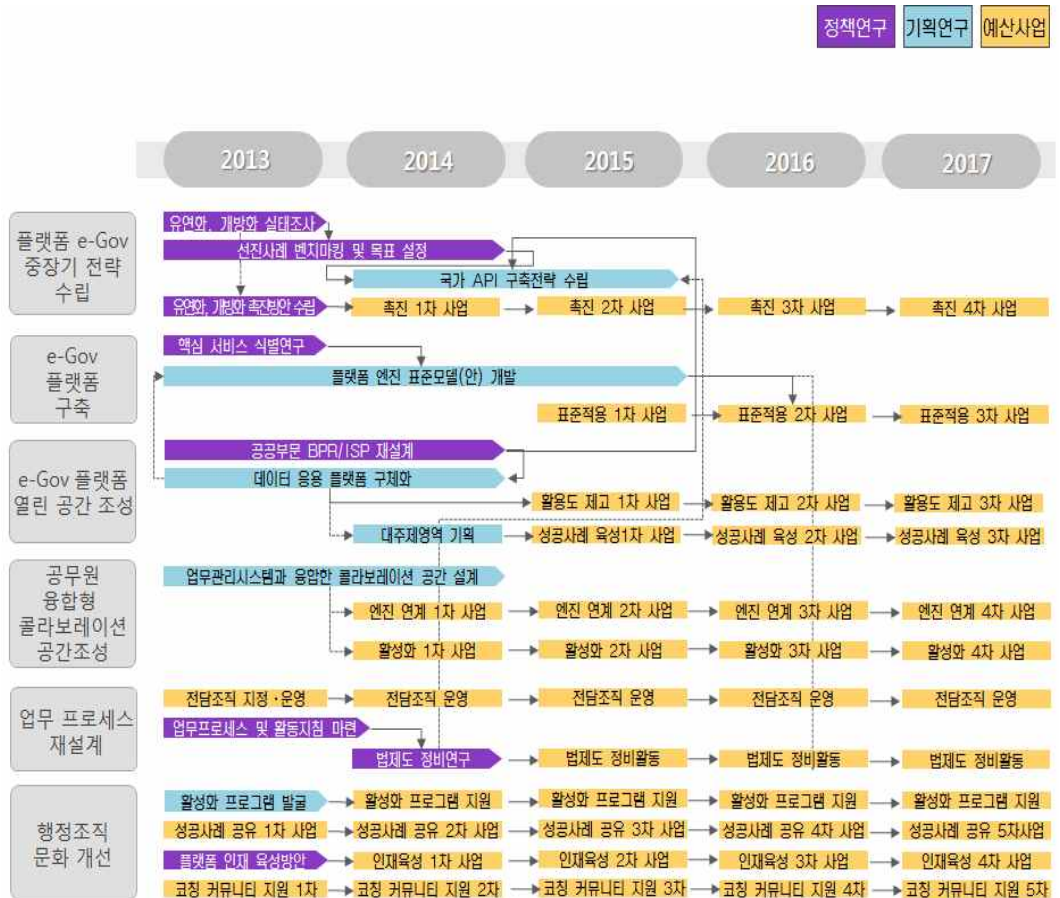 정책연구 기획연구 예산사업
2013 2014 2015 2016 2017
플랫폼 e-Gov
중장기 전략
수립
유연화, 개방화 실태조사
선진사례 벤치마킹 및 목표 설정
국가 API 구축전략 수립
유연화, 개방화 촉진방안 수립 촉진 1차 사업 촉진 2차 사업 촉진 3차 사업 촉진 4차 사업
e-Gov
플랫폼
구축
핵심 서비스 식별연구
플랫폼 엔진 표준모델(안) 개발
표준적용 1차 사업 표준적용 2차 사업 표준적용 3차 사업
e-Gov 플랫폼
열린 공간 조성
공공부문 BPR/ISP 재설계
데이터 응용 플랫폼 구체화
활용도 제고 1차 사업 활용도 제고 2차 사업 활용도 제고 3차 사업
대주제영역 기획 성공사례 육성1차 사업 성공사례 육성 2차 사업 성공사례 육성 3차 사업
공무원
융합형
콜라보레이션
공간조성
업무관리시스템과 융합한 콜라보레이션 공간 설계
엔진 연계 1차 사업 엔진 연계 2차 사업 엔진 연계 3차 사업 엔진 연계 4차 사업
활성화 1차 사업 활성화 2차 사업 활성화 3차 사업 활성화 4차 사업
업무 프로세스
재설계
전담조직 지정·운영 전담조직 운영 전담조직 운영 전담조직 운영 전담조직 운영
업무프로세스 및 활동지침 마련
법제도 정비연구 법제도 정비활동 법제도 정비활동 법제도 정비활동
행정조직
문화 개선
활성화 프로그램 발굴 활성화 프로그램 지원 활성화 프로그램 지원 활성화 프로그램 지원 활성화 프로그램 지원
성공사례 공유 1차 사업 성공사례 공유 2차 사업 성공사례 공유 3차 사업 성공사례 공유 4차 사업 성공사례 공유 5차사업
플랫폼 인재 육성방안 인재육성 1차 사업 인재육성 2차 사업 인재육성 3차 사업 인재육성 4차 사업
코칭 커뮤니티 지원 1차 코칭 커뮤니티 지원 2차 코칭 커뮤니티 지원 3차 코칭 커뮤니티 지원 4차 코칭 커뮤니티 지원 5차